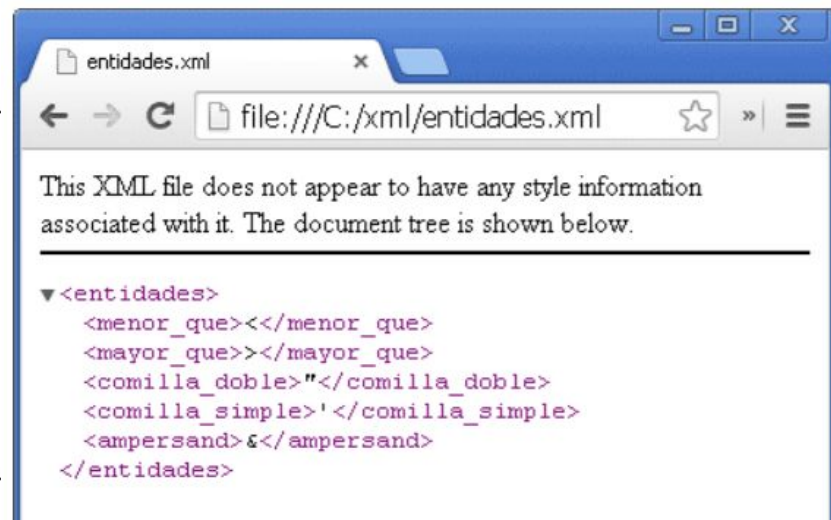 entidades.xml
file:///C:/xml/entidades.xml
This XML file does not appear to have any style information
associated with it. The document tree is shown below.
▼<entidades>
<menor_que><</menor_que>
<mayor_que>></mayor_que>
<comilla_doble>"</comilla_doble>
<comilla_simple>'</comilla_simple>
<ampersand>&</ampersand>
</entidades>